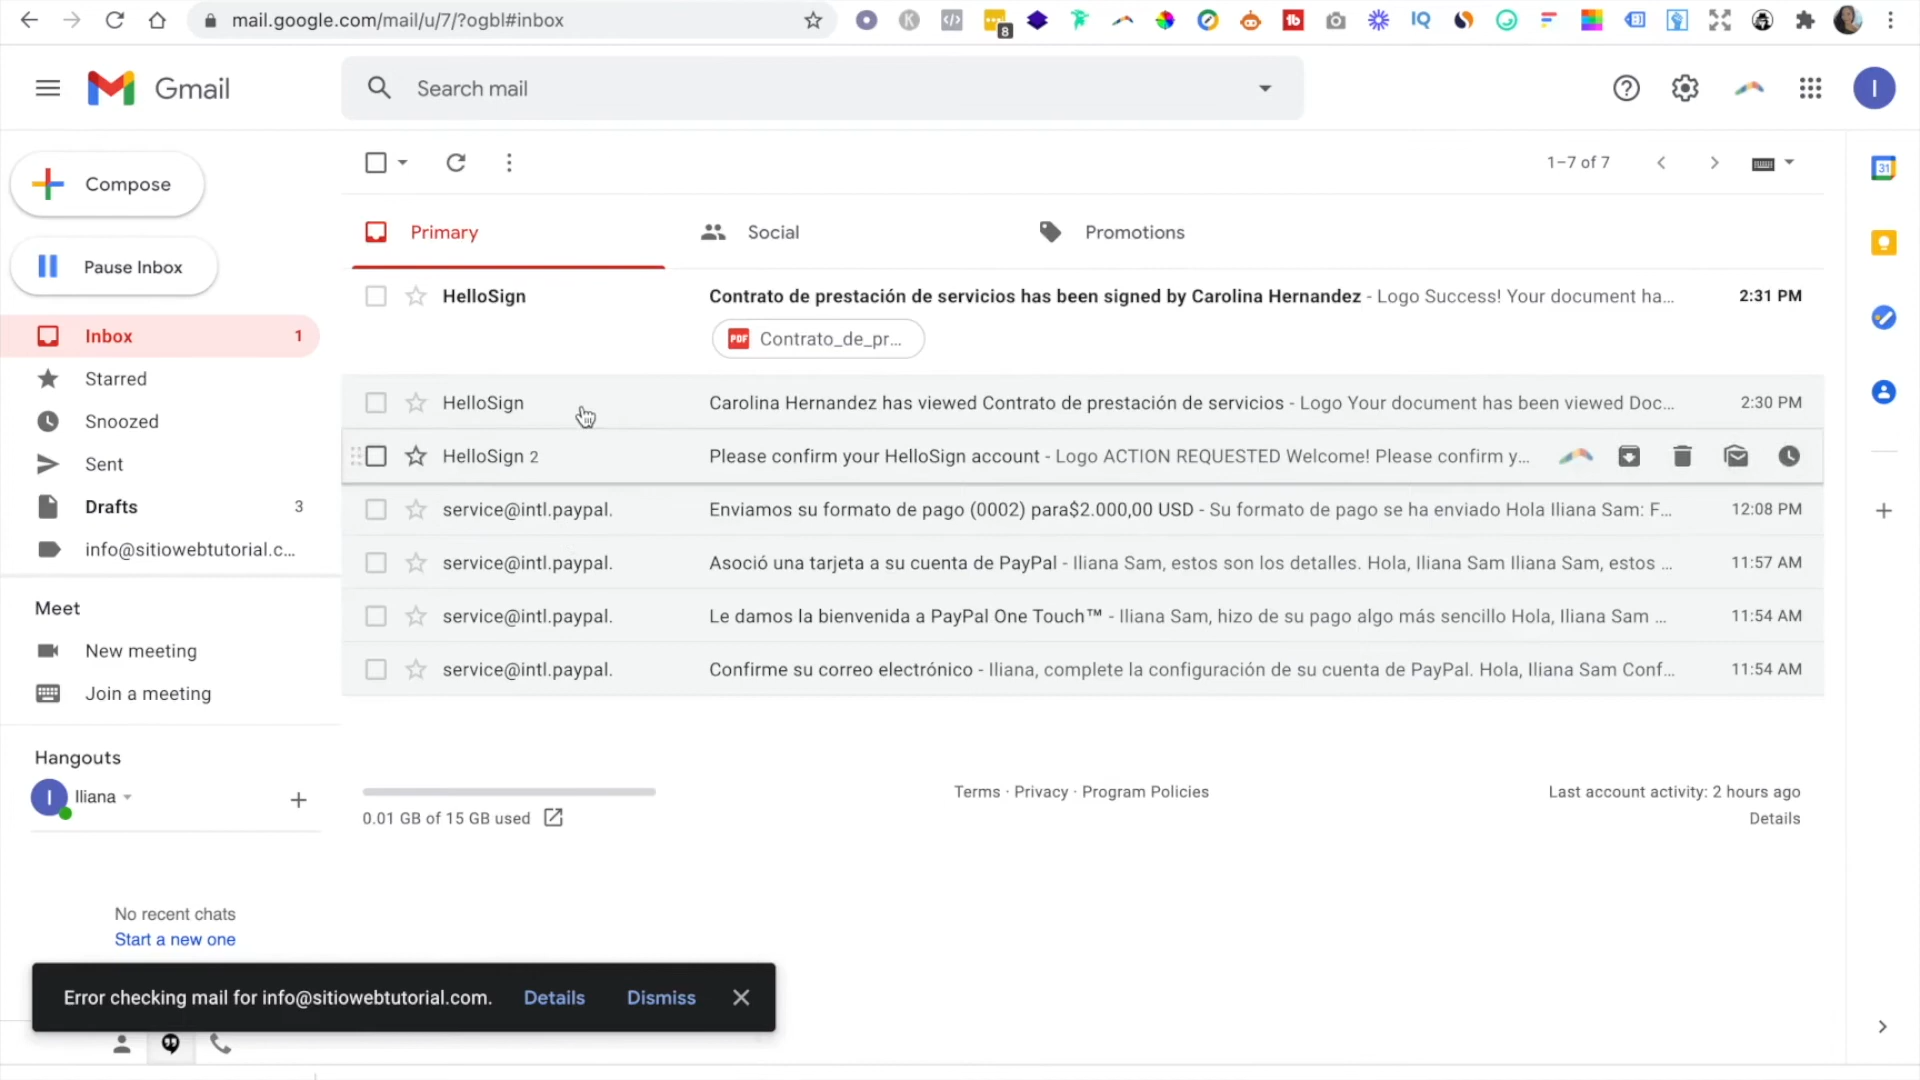 mail.google.com/mail/u/7/?ogbl#inbox
8
K
tb
IQ
Gmail
Search mail
I
Compose
1–7 of 7
31
Primary
Social
Promotions
Pause Inbox
HelloSign
Contrato de prestación de servicios has been signed by Carolina Hernandez - Logo Success! Your document ha...
2:31 PM
PDF Contrato_de_pr...
Inbox
1
Starred
HelloSign
Carolina Hernandez has viewed Contrato de prestación de servicios - Logo Your document has been viewed Doc...
2:30 PM
Snoozed
HelloSign 2
Please confirm your HelloSign account - Logo ACTION REQUESTED Welcome! Please confirm y...
Sent
Drafts
3
service@intl.paypal.
Enviamos su formato de pago (0002) para$2.000,00 USD - Su formato de pago se ha enviado Hola Iliana Sam: F...
12:08 PM
info@sitiowebtutorial.c...
service@intl.paypal.
Asoció una tarjeta a su cuenta de PayPal - Iliana Sam, estos son los detalles. Hola, Iliana Sam Iliana Sam, estos ...
11:57 AM
Meet
service@intl.paypal.
Le damos la bienvenida a PayPal One Touch™ - Iliana Sam, hizo de su pago algo más sencillo Hola, Iliana Sam ...
11:54 AM
New meeting
service@intl.paypal.
Confirme su correo electrónico - Iliana, complete la configuración de su cuenta de PayPal. Hola, Iliana Sam Conf...
11:54 AM
Join a meeting
Hangouts
I
Iliana
0.01 GB of 15 GB used
Terms · Privacy · Program Policies
Last account activity: 2 hours ago
Details
No recent chats
Start a new one
Error checking mail for info@sitiowebtutorial.com.
Details
Dismiss